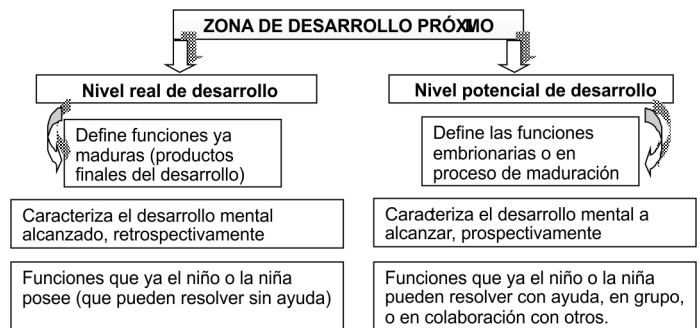 ZONA DE DESARROLLO PRÓXIMO
Nivel real de desarrollo
Define funciones ya
maduras (productos
finales del desarrollo)
Caracteriza el desarrollo mental
alcanzado, retrospectivamente
Funciones que ya el niño o la niña
posee (que pueden resolver sin ayuda)
Nivel potencial de desarrollo
Define las funciones
embrionarias o en
proceso de maduración
Caracteriza el desarrollo mental a
alcanzar, prospectivamente
Funciones que ya el niño o la niña
pueden resolver con ayuda, en grupo,
o en colaboración con otros.